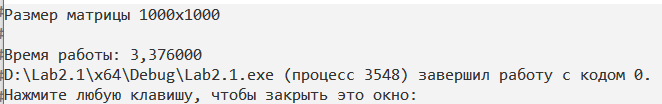 Размер матрицы 1000x1000
Время работы: 3,376000
D:\Lab2.1\x64\Debug\Lab2.1.exe (процесс 3548) завершил работу с кодом 0.
Нажмите любую клавишу, чтобы закрыть это окно: